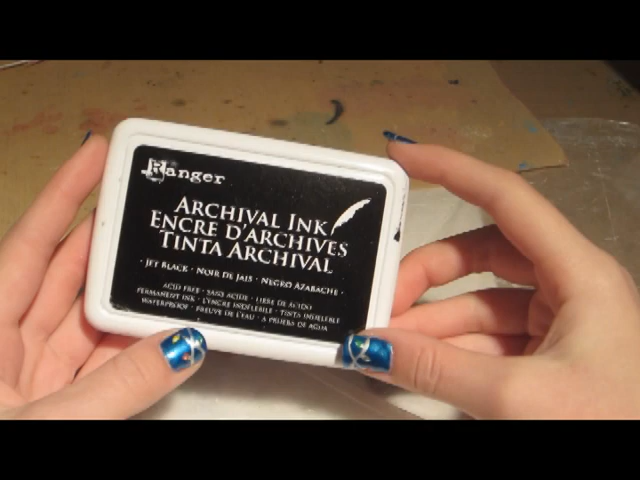 Ranger
ARCHIVAL INK
ENCRE D'ARCHIVES
TINTA ARCHIVAL
· JET BLACK · NOIR DE JAIS · NEGRO AZABACHE ·
ACID FREE · SANS ACIDE · LIBRE DE ACIDO
PERMANENT INK · L'ENCRE INDELEBILE · TINTA INDELEBLE
WATERPROOF · PREUVE DE L'EAU · A PRUEBA DE AGUA